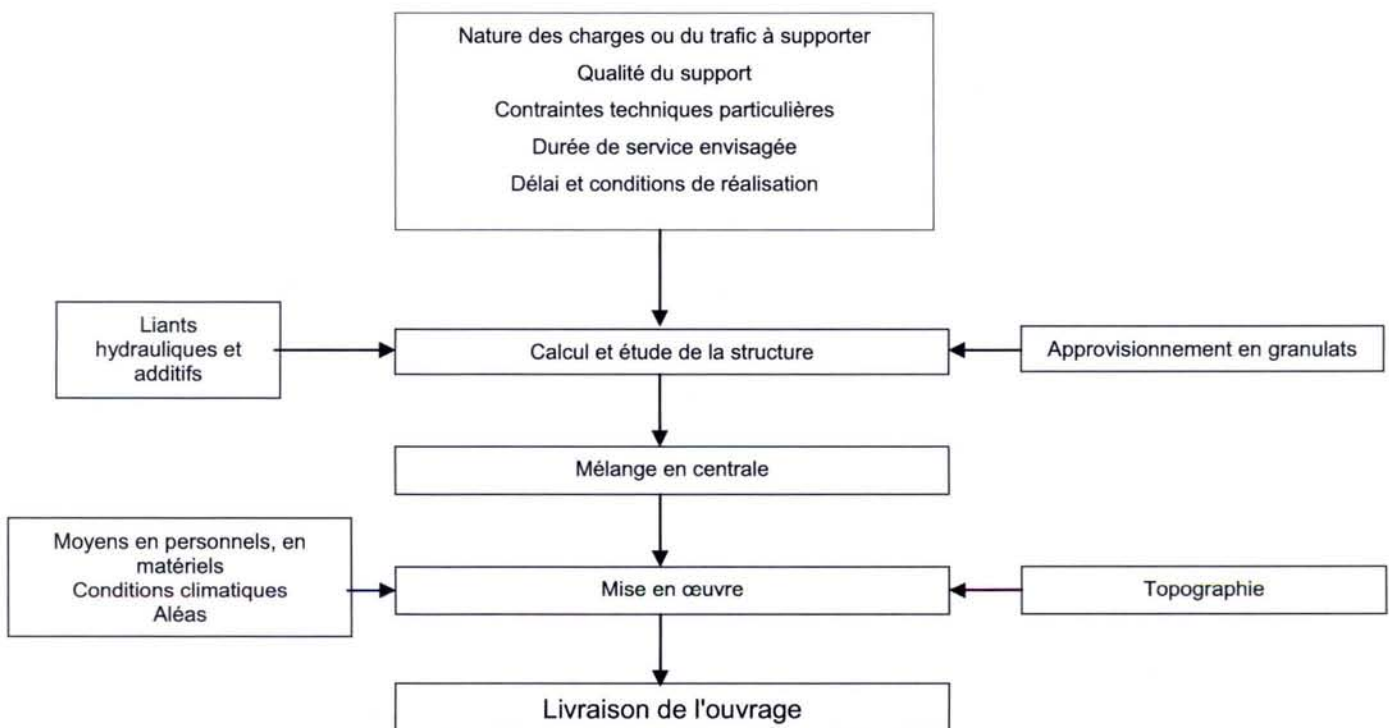 Nature des charges ou du trafic à supporter
Qualité du support
Contraintes techniques particulières
Durée de service envisagée
Délai et conditions de réalisation
Liants
hydrauliques et
additifs
Calcul et étude de la structure
Approvisionnement en granulats
Mélange en centrale
Moyens en personnels, en
matériels
Conditions climatiques
Aléas
Mise en œuvre
Topographie
Livraison de l'ouvrage